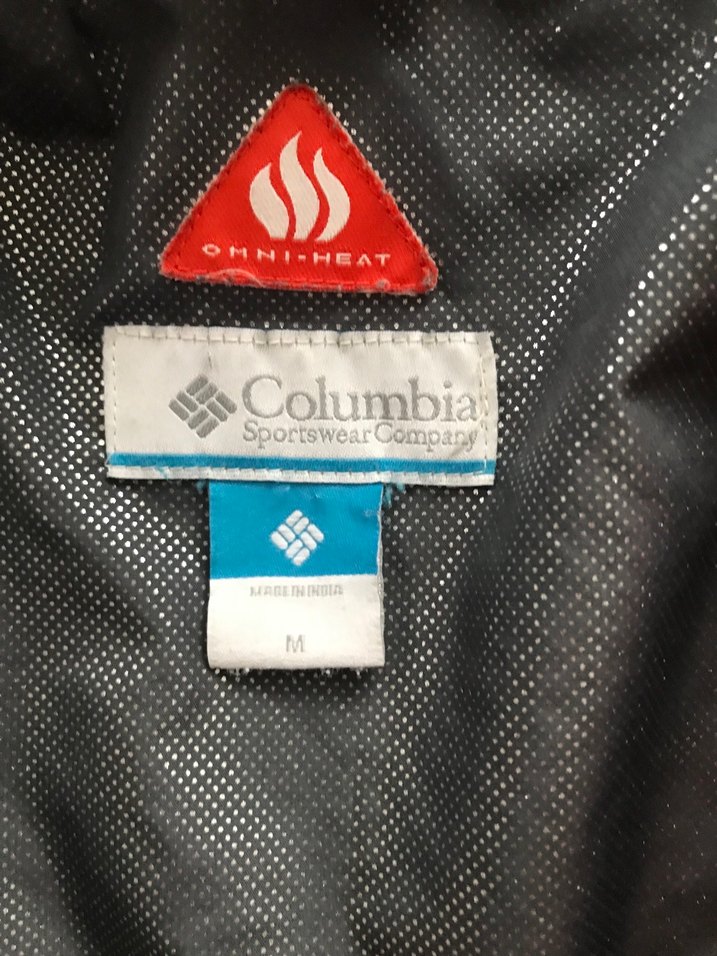 OMNI-HEAT
Columbia
Sportswear Company
MADE IN INDIA
M